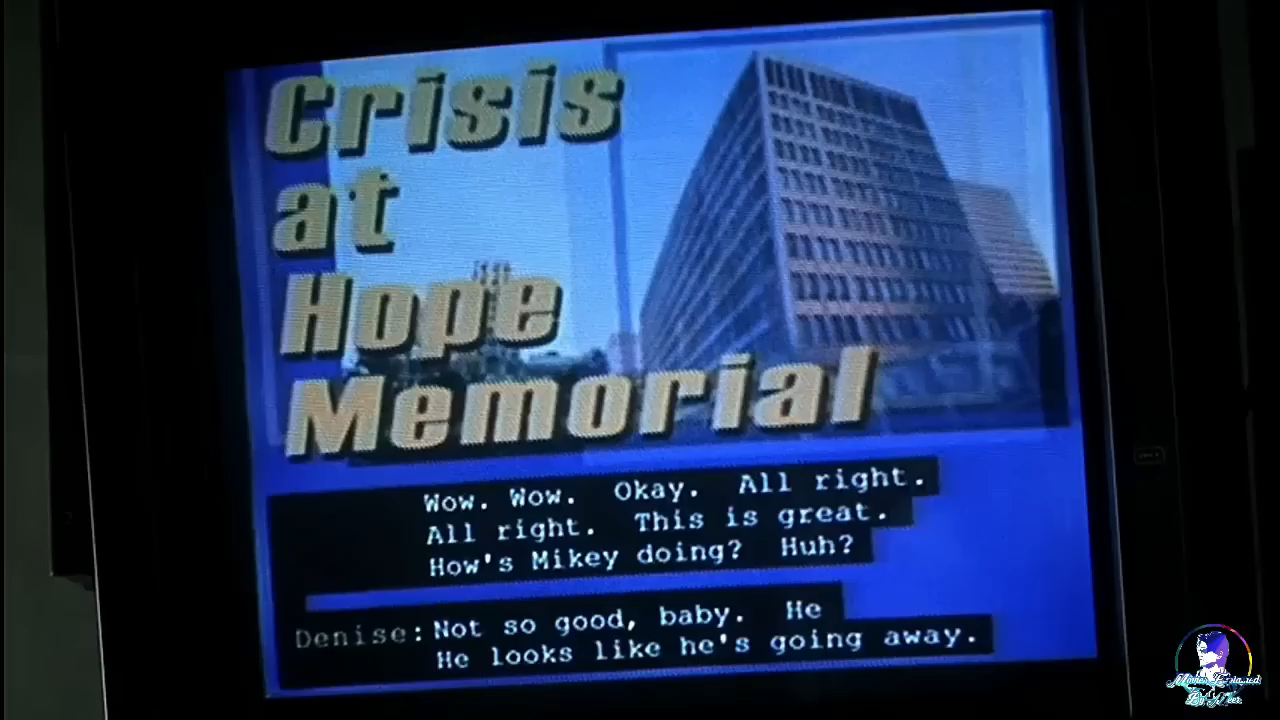 Crisis
at
Hope
Memorial
Wow. Wow. Okay. All right.
All right. This is great.
How's Mikey doing? Huh?
Denise: Not so good, baby. He
He looks like he's going away.